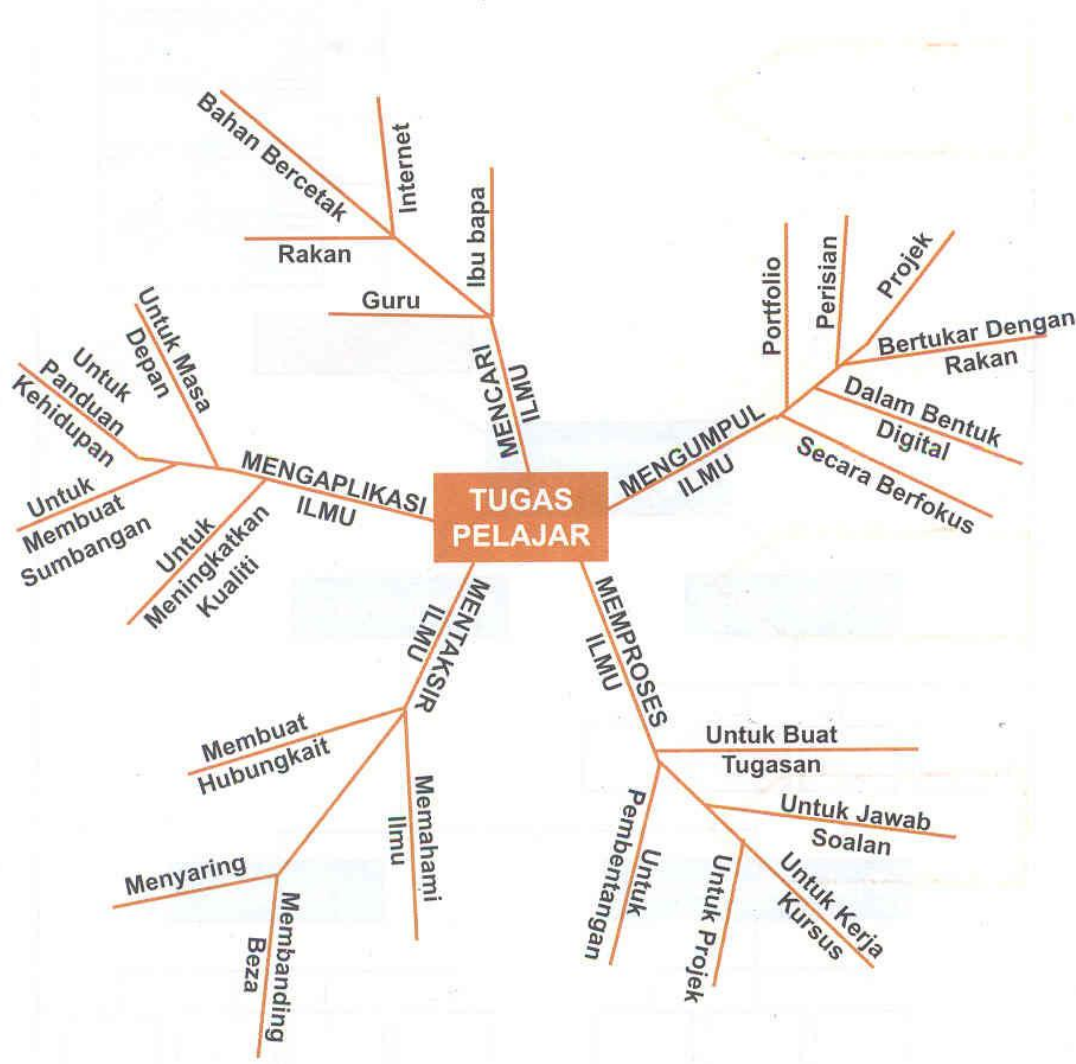 TUGAS
PELAJAR
MENCARI
ILMU
Guru
Ibu bapa
Rakan
Bahan Bercetak
Internet
MENGUMPUL
ILMU
Portfolio
Perisian
Projek
Bertukar Dengan
Rakan
Dalam Bentuk
Digital
Secara Berfokus
MEMPROSES
ILMU
Untuk Buat
Tugasan
Untuk Jawab
Soalan
Untuk Kerja
Kursus
Untuk Projek
Untuk
Pembentangan
MENTAKSIR
ILMU
Memahami
Ilmu
Membanding
Beza
Menyaring
Membuat
Hubungkait
MENGAPLIKASI
ILMU
Untuk
Meningkatkan
Kualiti
Untuk
Membuat
Sumbangan
Untuk
Panduan
Kehidupan
Untuk Masa
Depan